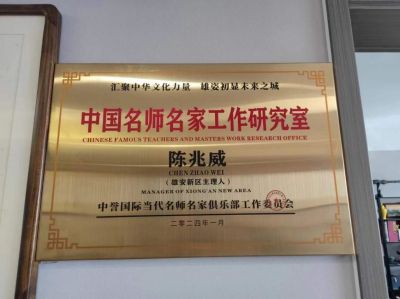 汇聚中华文化力量 雄姿初显未来之城
中国名师名家工作研究室
CHINESE FAMOUS TEACHERS AND MASTERS WORK RESEARCH OFFICE
陈兆威
CHEN ZHAO WEI
(雄安新区主理人)
MANAGER OF XIONG'AN NEW AREA
中誉国际当代名师名家俱乐部工作委员会
二零二四年一月